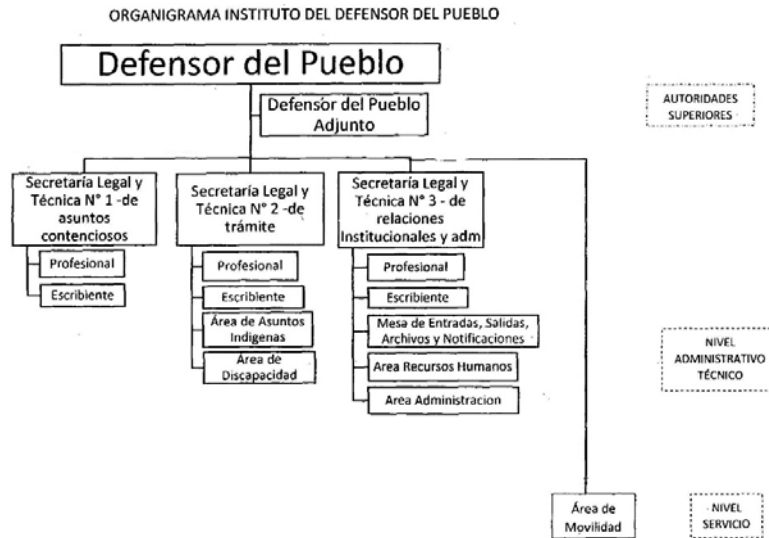 ORGANIGRAMA INSTITUTO DEL DEFENSOR DEL PUEBLO
Defensor del Pueblo
Defensor del Pueblo
Adjunto
AUTORIDADES
SUPERIORES
Secretaría Legal y
Técnica N° 1 -de
asuntos
contenciosos
Profesional
Escribiente
Secretaría Legal y
Técnica N° 2 -de
trámite
Profesional
Escribiente
Área de Asuntos
Indigenas
Área de
Discapacidad
Secretaría Legal y
Técnica N° 3 - de
relaciones
Institucionales y adm
Profesional
Escribiente
Mesa de Entradas, Salidas,
Archivos y Notificaciones
Area Recursos Humanos
Area Administracion
NIVEL
ADMINISTRATIVO
TÉCNICO
Área de
Movilidad
NIVEL
SERVICIO